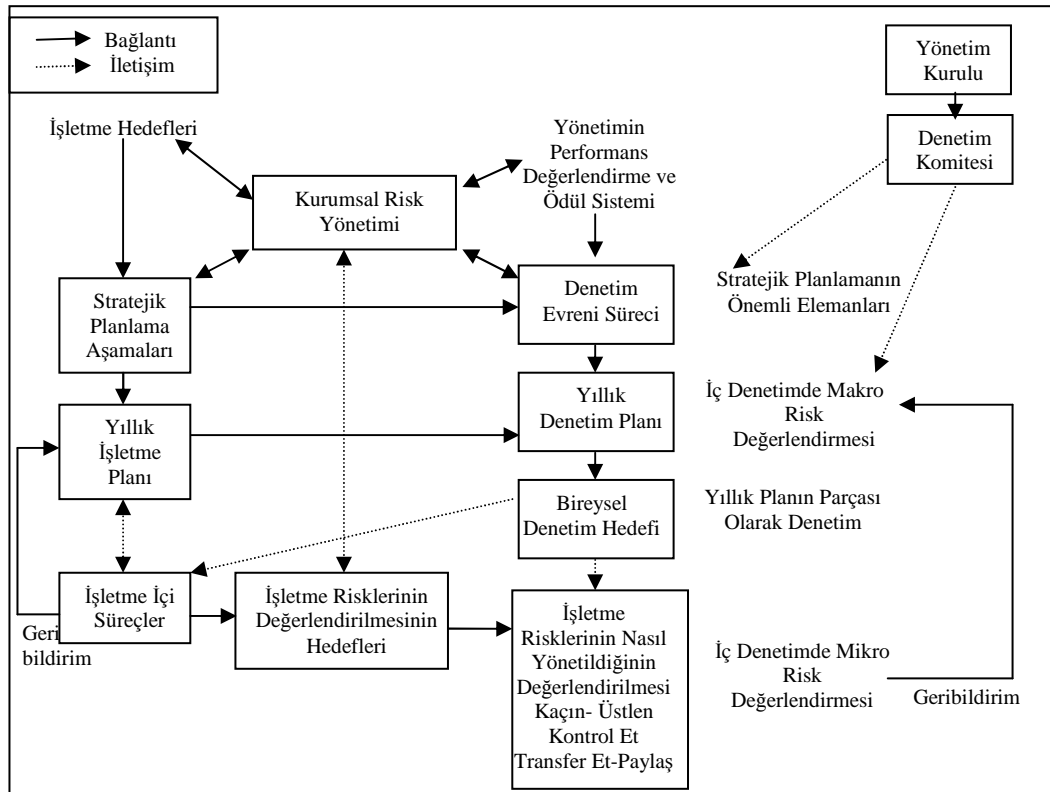 Bağlantı
İletişim
Yönetim
Kurulu
Denetim
Komitesi
İşletme Hedefleri
Yönetimin
Performans
Değerlendirme ve
Ödül Sistemi
Kurumsal Risk
Yönetimi
Stratejik
Planlama
Aşamaları
Denetim
Evreni Süreci
Stratejik Planlamanın
Önemli Elemanları
Yıllık
İşletme
Planı
Yıllık
Denetim Planı
İç Denetimde Makro
Risk
Değerlendirmesi
Bireysel
Denetim Hedefi
Yıllık Planın Parçası
Olarak Denetim
İşletme İçi
Süreçler
Geri
bildirim
İşletme Risklerinin
Değerlendirilmesinin
Hedefleri
İşletme
Risklerinin Nasıl
Yönetildiğinin
Değerlendirilmesi
Kaçın- Üstlen
Kontrol Et
Transfer Et-Paylaş
İç Denetimde Mikro
Risk
Değerlendirmesi
Geribildirim